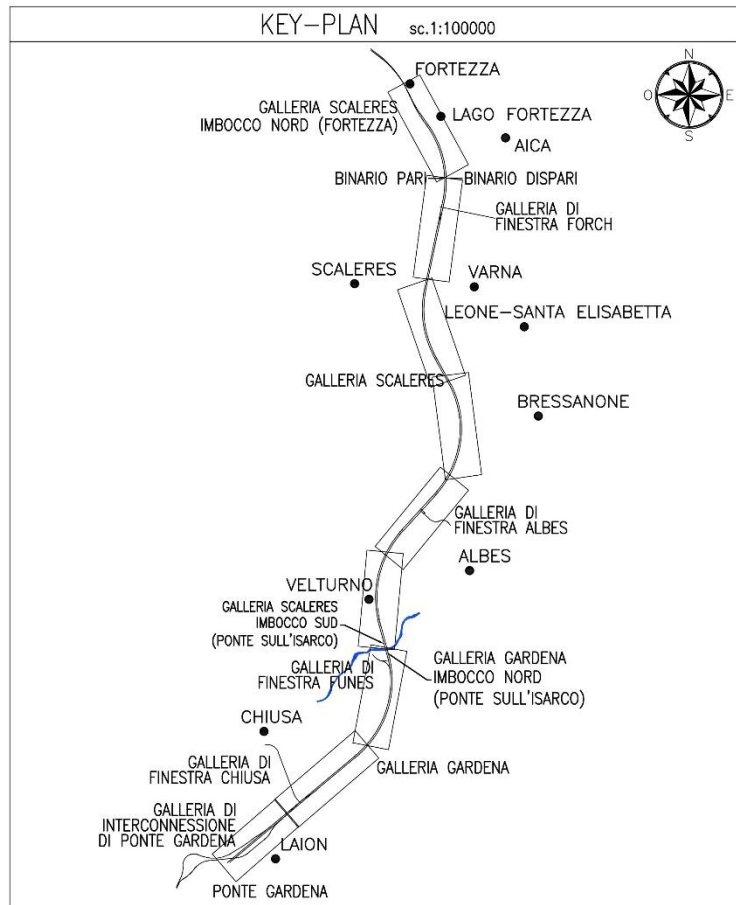 KEY-PLAN sc.1:100000
FORTEZZA
N
O
E
S
GALLERIA SCALERES
IMBOCCO NORD (FORTEZZA)
LAGO FORTEZZA
AICA
BINARIO PARI
BINARIO DISPARI
GALLERIA DI
FINESTRA FORCH
SCALERES
VARNA
LEONE-SANTA ELISABETTA
GALLERIA SCALERES
BRESSANONE
GALLERIA DI
FINESTRA ALBES
ALBES
VELTURNO
GALLERIA SCALERES
IMBOCCO SUD
(PONTE SULL'ISARCO)
GALLERIA DI
FINESTRA FUNES
GALLERIA GARDENA
IMBOCCO NORD
(PONTE SULL'ISARCO)
CHIUSA
GALLERIA DI
FINESTRA CHIUSA
GALLERIA GARDENA
GALLERIA DI
INTERCONNESSIONE
DI PONTE GARDENA
LAION
PONTE GARDENA